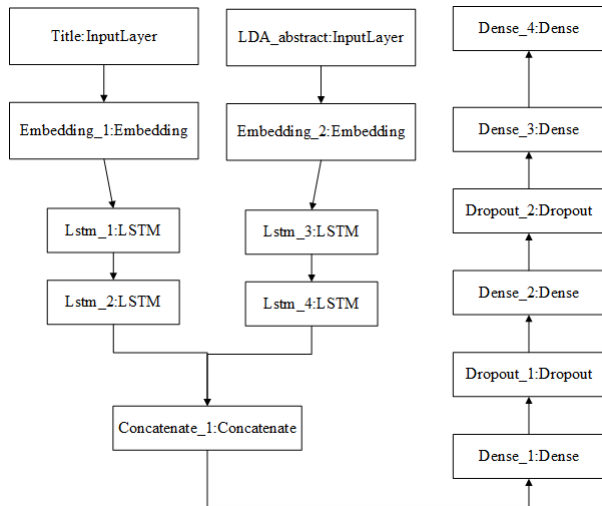 Title:InputLayer
LDA_abstract:InputLayer
Embedding_1:Embedding
Embedding_2:Embedding
Lstm_1:LSTM
Lstm_3:LSTM
Lstm_2:LSTM
Lstm_4:LSTM
Concatenate_1:Concatenate
Dense_4:Dense
Dense_3:Dense
Dropout_2:Dropout
Dense_2:Dense
Dropout_1:Dropout
Dense_1:Dense